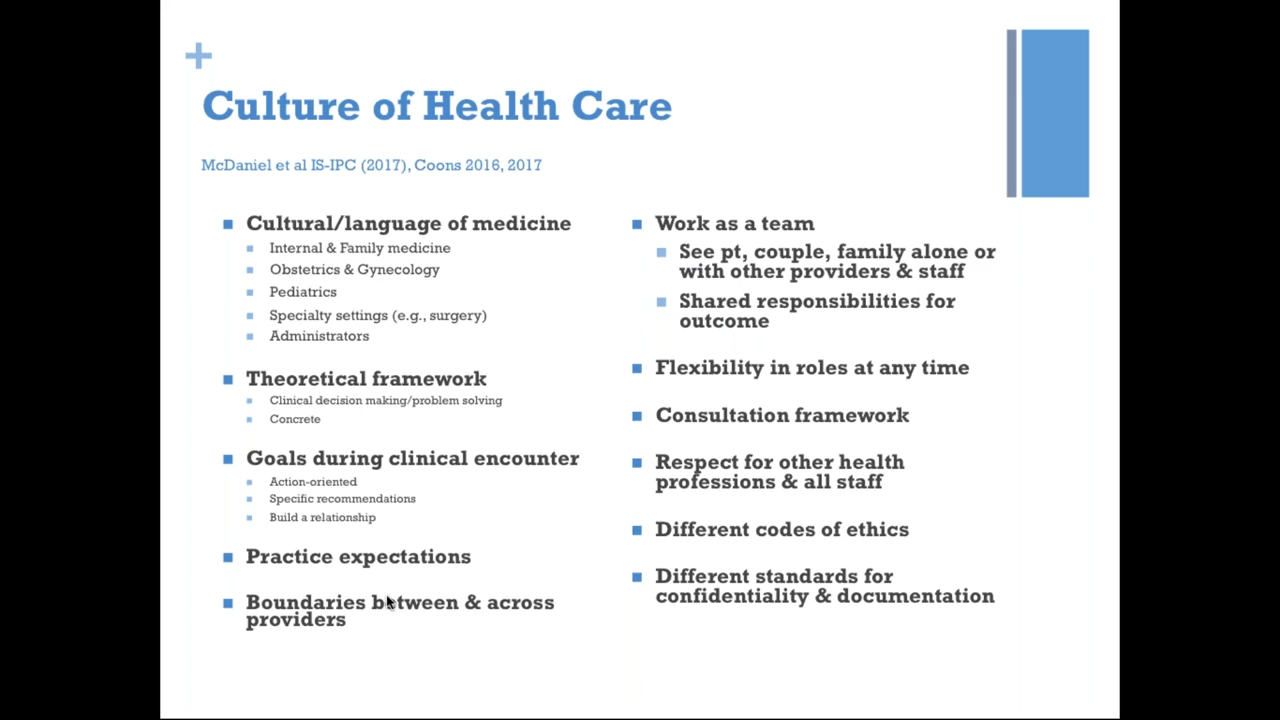 +
Culture of Health Care
McDaniel et al IS-IPC (2017), Coons 2016, 2017
Cultural/language of medicine
Internal & Family medicine
Obstetrics & Gynecology
Pediatrics
Specialty settings (e.g., surgery)
Administrators
Theoretical framework
Clinical decision making/problem solving
Concrete
Goals during clinical encounter
Action-oriented
Specific recommendations
Build a relationship
Practice expectations
Boundaries between & across
providers
Work as a team
See pt, couple, family alone or
with other providers & staff
Shared responsibilities for
outcome
Flexibility in roles at any time
Consultation framework
Respect for other health
professions & all staff
Different codes of ethics
Different standards for
confidentiality & documentation